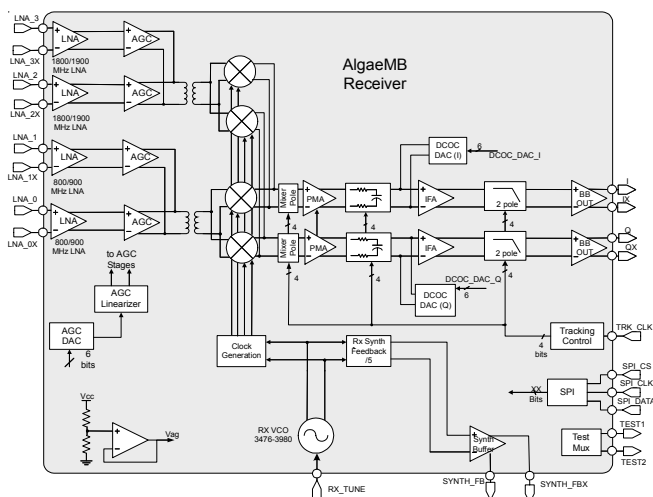 LNA_3
LNA_3X
1800/1900
MHz LNA
LNA_2
LNA_2X
1800/1900
MHz LNA
LNA_1
LNA_1X
800/900
MHz LNA
LNA_0
LNA_0X
800/900
MHz LNA
LNA
AGC
LNA
AGC
LNA
AGC
LNA
AGC
AlgaeMB
Receiver
DCOC
DAC (I)
6
DCOC_DAC_I
Mixer
Pole
PMA
IFA
2 pole
BB
OUT
I
IX
4
4
4
Mixer
Pole
PMA
IFA
2 pole
BB
OUT
Q
QX
4
4
4
DCOC_DAC_Q
6
DCOC
DAC (Q)
to AGC
Stages
AGC
Linearizer
AGC
DAC
6
bits
Clock
Generation
Rx Synth
Feedback
/5
4
bits
Tracking
Control
TRK_CLK
XX
Bits
SPI
SPI_CS
SPI_CLK
SPI_DATA
Test
Mux
TEST1
TEST2
Vcc
Vag
RX VCO
3476-3980
Synth
Buffer
RX_TUNE
SYNTH_FB
SYNTH_FBX